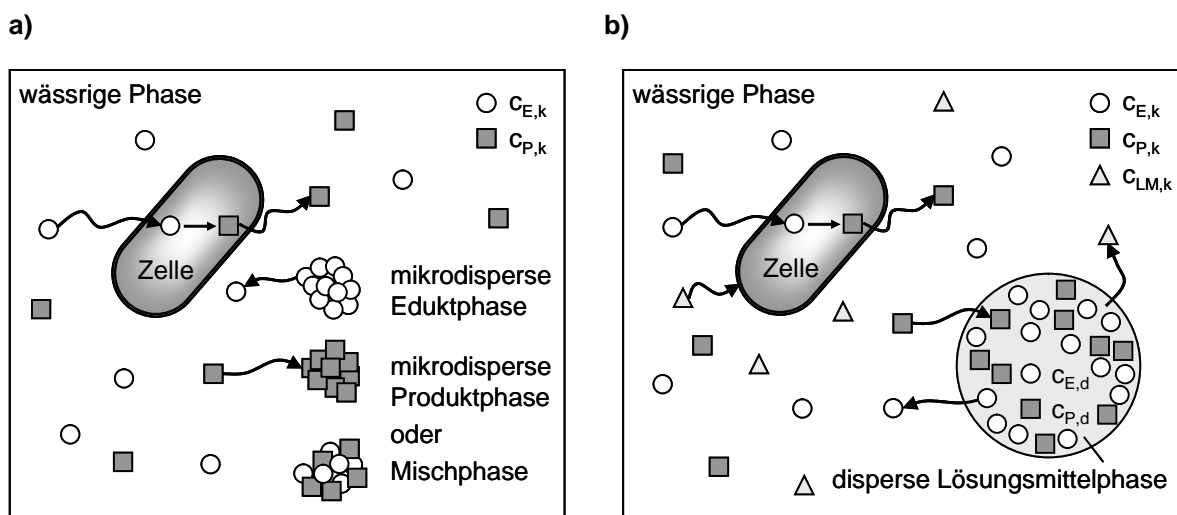 a)
wässrige Phase
c_E,k
c_P,k
Zelle
mikrodisperse
Eduktphase
mikrodisperse
Produktphase
oder
Mischphase
b)
wässrige Phase
c_E,k
c_P,k
c_LM,k
Zelle
c_E,d
c_P,d
disperse Lösungsmittelphase